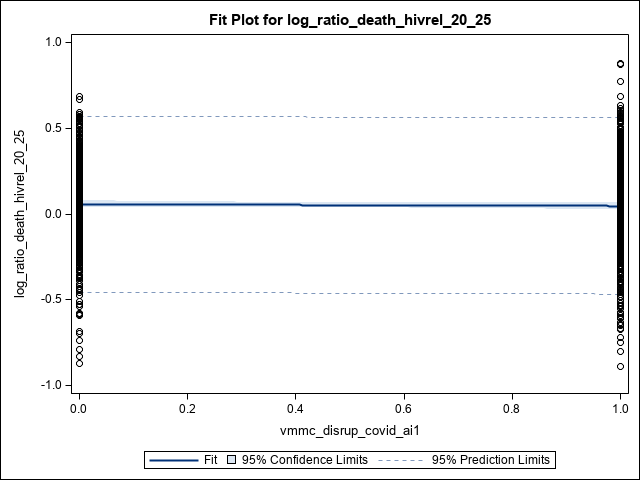 Fit Plot for log_ratio_death_hivrel_20_25
1.0
0.5
0.0
-0.5
-1.0
log_ratio_death_hivrel_20_25
0.0 0.2 0.4 0.6 0.8 1.0
vmmc_disrup_covid_ai1
Fit 95% Confidence Limits 95% Prediction Limits